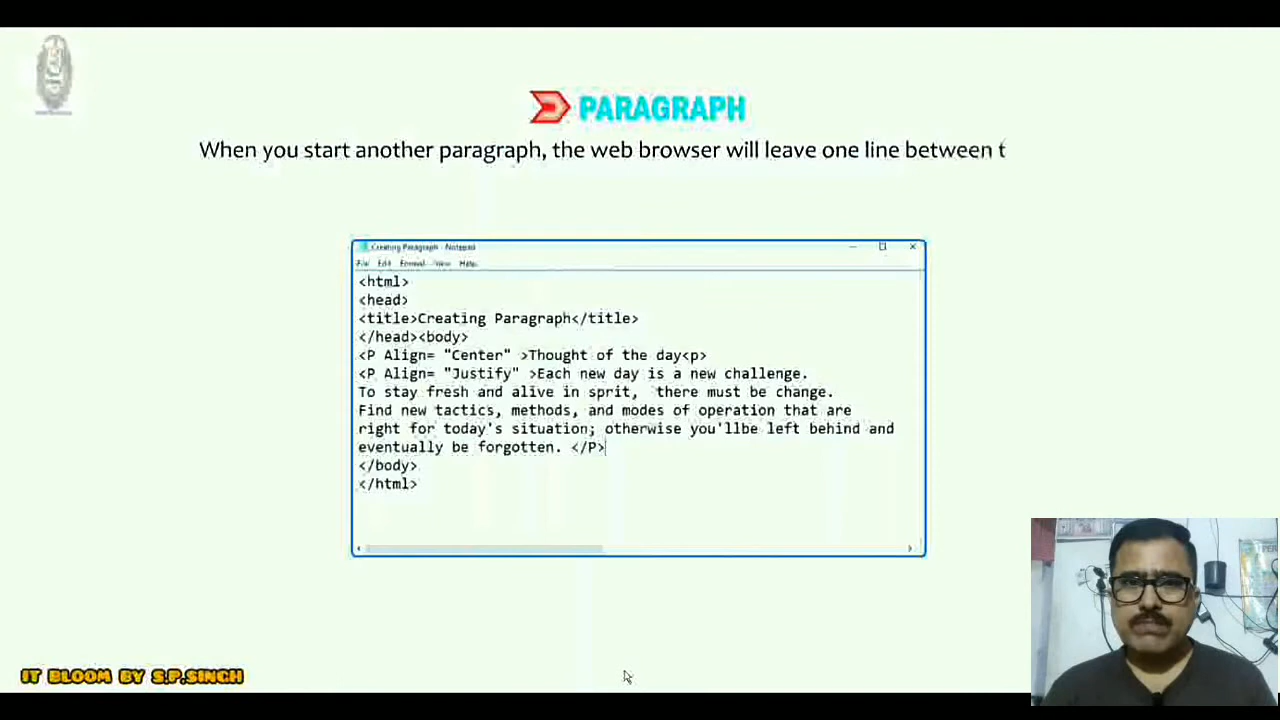 PARAGRAPH
When you start another paragraph, the web browser will leave one line between t
Creating Paragraph - Notepad
File Edit Format View Help
<html>
<head>
<title>Creating Paragraph</title>
</head><body>
<P Align= "Center" >Thought of the day<p>
<P Align= "Justify" >Each new day is a new challenge.
To stay fresh and alive in sprit,  there must be change.
Find new tactics, methods, and modes of operation that are
right for today's situation; otherwise you'llbe left behind and
eventually be forgotten. </P>
</body>
</html>
IT BLOOM BY S.P.SINGH